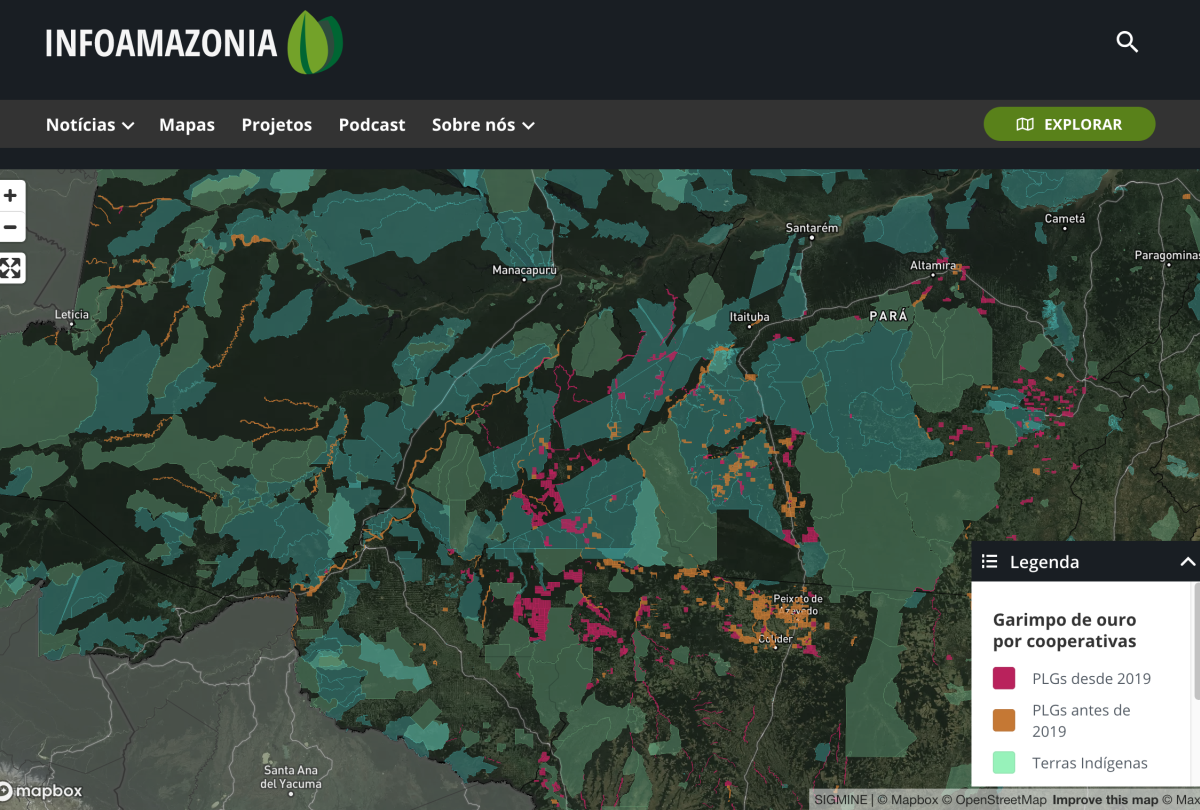 INFOAMAZONIA
Notícias
Mapas
Projetos
Podcast
Sobre nós
EXPLORAR
Santarém
Cametá
Manacapuru
Altamira
Paragominas
Leticia
Itaituba
PARÁ
Legenda
Peixoto de
Azevedo
Colider
Garimpo de ouro
por cooperativas
PLGs desde 2019
PLGs antes de
2019
Terras Indígenas
Santa Ana
del Yacuma
mapbox
SIGMINE | © Mapbox © OpenStreetMap Improve this map © Max